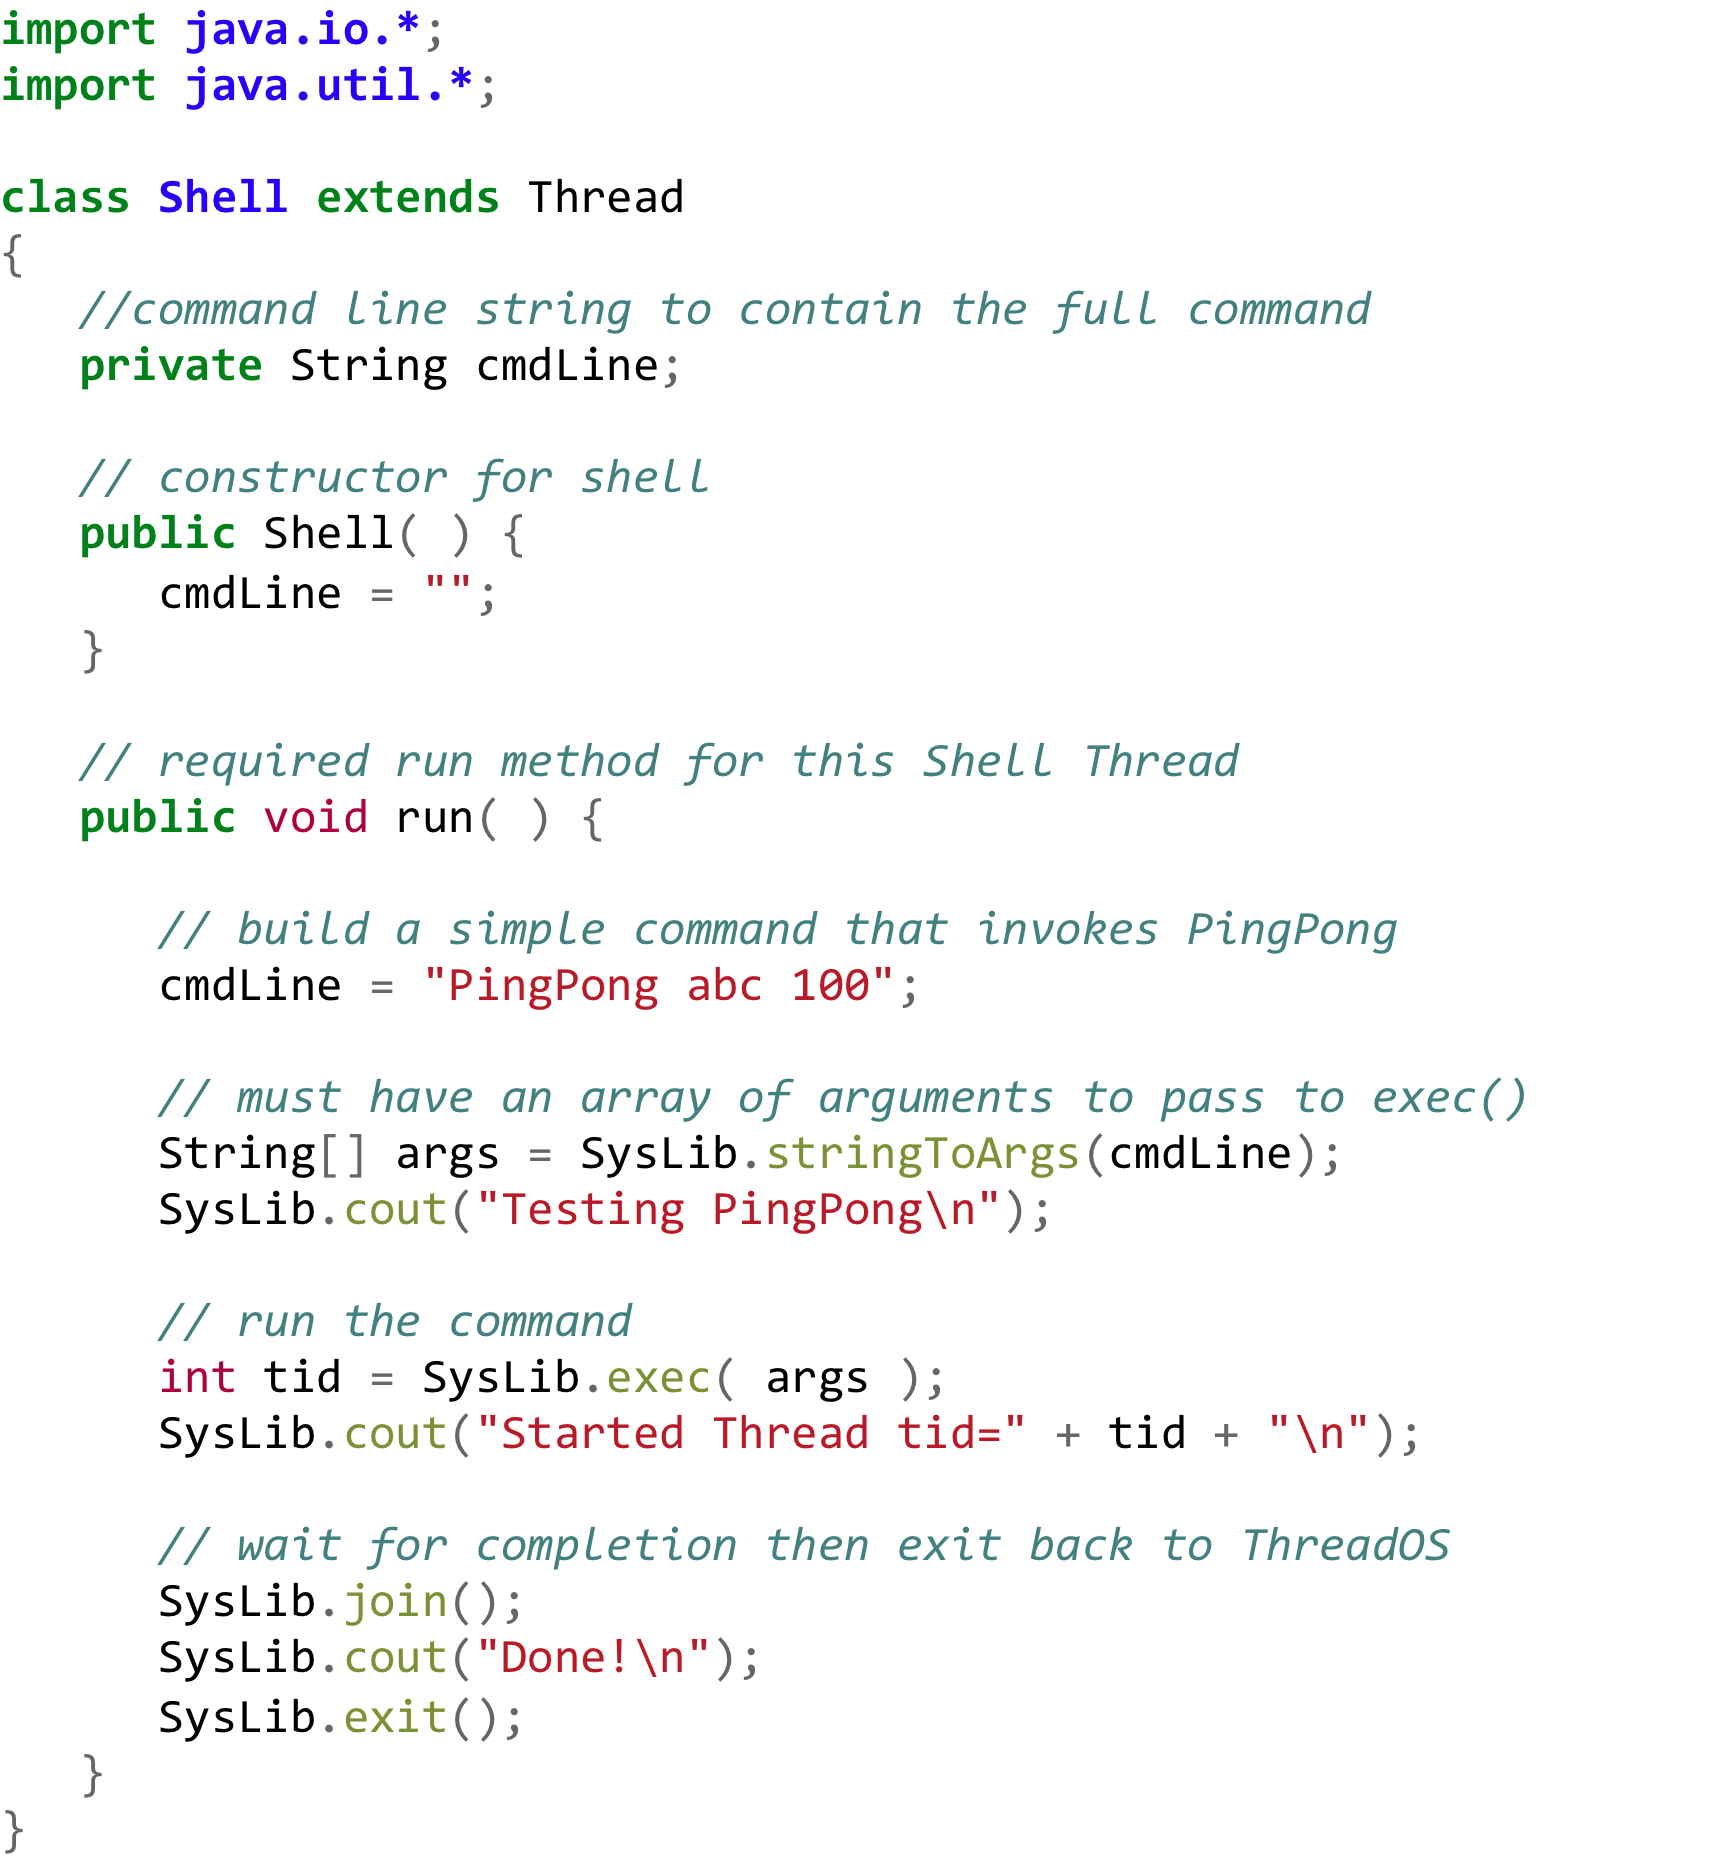 import java.io.*;
import java.util.*;

class Shell extends Thread
{
   //command line string to contain the full command
   private String cmdLine;

   // constructor for shell
   public Shell( ) {
      cmdLine = "";
   }

   // required run method for this Shell Thread
   public void run( ) {

      // build a simple command that invokes PingPong
      cmdLine = "PingPong abc 100";

      // must have an array of arguments to pass to exec()
      String[] args = SysLib.stringToArgs(cmdLine);
      SysLib.cout("Testing PingPong\n");

      // run the command
      int tid = SysLib.exec( args );
      SysLib.cout("Started Thread tid=" + tid + "\n");

      // wait for completion then exit back to ThreadOS
      SysLib.join();
      SysLib.cout("Done!\n");
      SysLib.exit();
   }
}